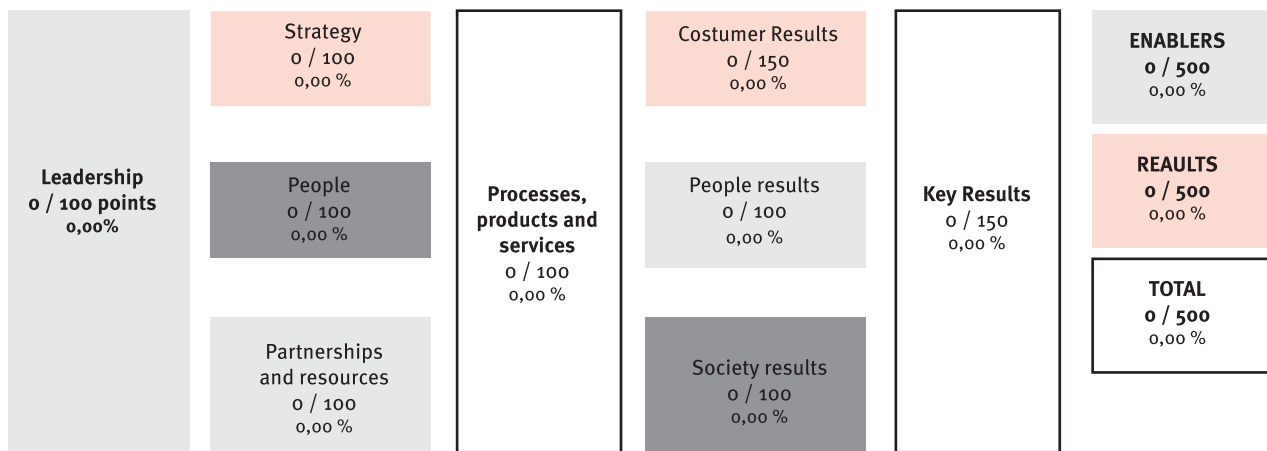 Leadership
0 / 100 points
0,00%
Strategy
0 / 100
0,00 %
People
0 / 100
0,00 %
Partnerships
and resources
0 / 100
0,00 %
Processes,
products and
services
0 / 100
0,00 %
Costumer Results
0 / 150
0,00 %
People results
0 / 100
0,00 %
Society results
0 / 100
0,00 %
Key Results
0 / 150
0,00 %
ENABLERS
0 / 500
0,00 %
REAULTS
0 / 500
0,00 %
TOTAL
0 / 500
0,00 %